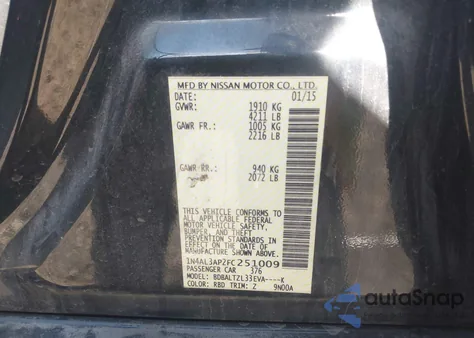 MFD BY NISSAN MOTOR CO., LTD.
DATE: 01/15
GVWR: 1910 KG
4211 LB
GAWR FR.: 1005 KG
2216 LB
GAWR RR.: 940 KG
2072 LB
THIS VEHICLE CONFORMS TO
ALL APPLICABLE FEDERAL
MOTOR VEHICLE SAFETY,
BUMPER, AND THEFT
PREVENTION STANDARDS
IN EFFECT ON THE DATE OF
MANUFACTURE SHOWN ABOVE.
1N4AL3AP2FC251009
PASSENGER CAR 376
BDBALTZL33EVA----K
COLOR: RBD TRIM: Z 9N00A
autoSnap